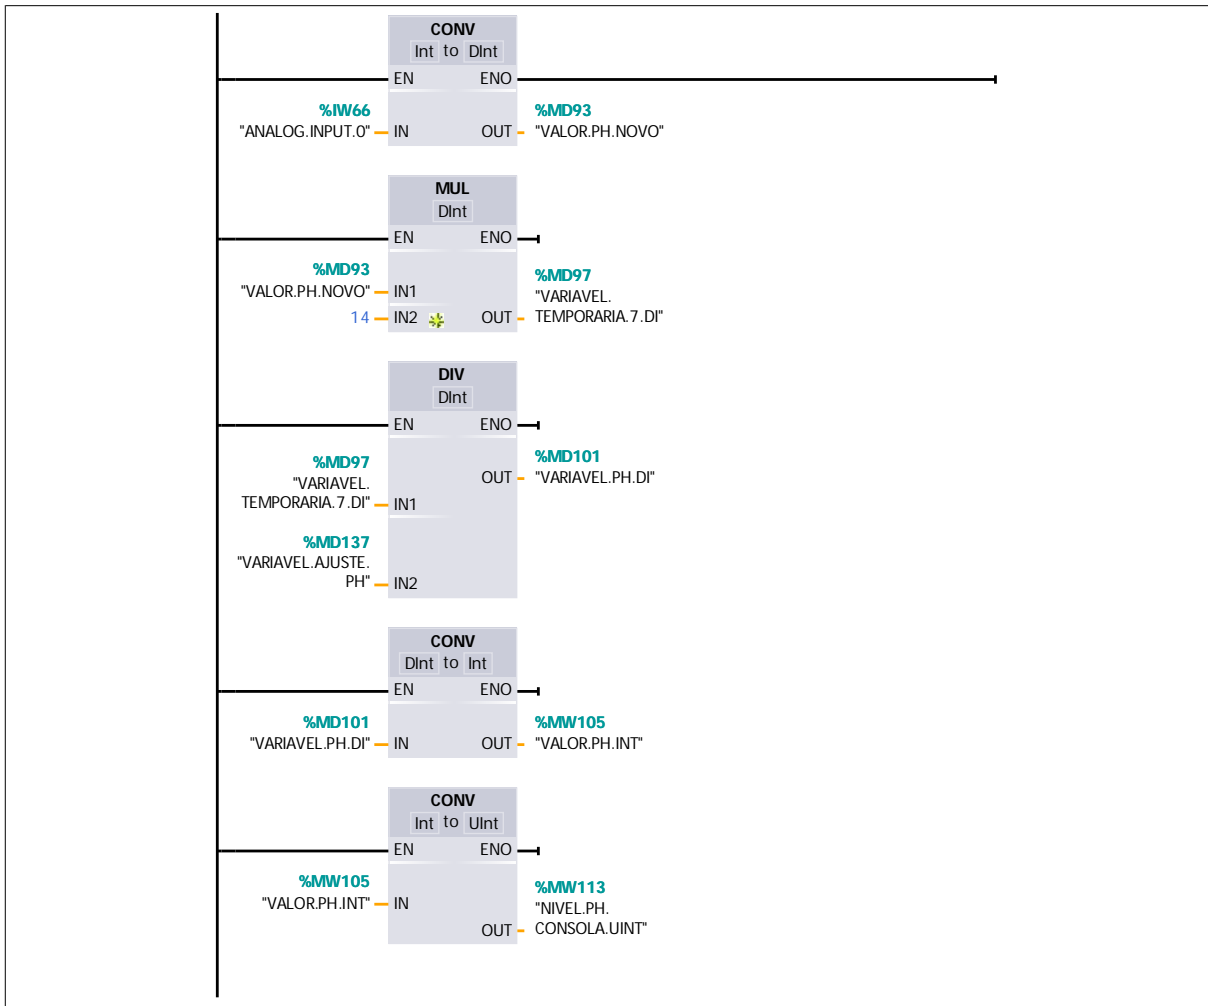 CONV
Int to DInt
EN ENO
%IW66 %MD93
"ANALOG.INPUT.0" IN OUT "VALOR.PH.NOVO"
MUL
DInt
EN ENO
%MD93
"VALOR.PH.NOVO" IN1
%MD97
"VARIAVEL.
14 IN2 OUT TEMPORARIA.7.DI"
DIV
DInt
EN ENO
%MD101
OUT "VARIAVEL.PH.DI"
%MD97
"VARIAVEL.
TEMPORARIA.7.DI" IN1
%MD137
"VARIAVEL.AJUSTE.
PH" IN2
CONV
DInt to Int
EN ENO
%MD101 %MW105
"VARIAVEL.PH.DI" IN OUT "VALOR.PH.INT"
CONV
Int to UInt
EN ENO
%MW105
"VALOR.PH.INT" IN
%MW113
"NIVEL.PH.
OUT CONSOLA.UINT"